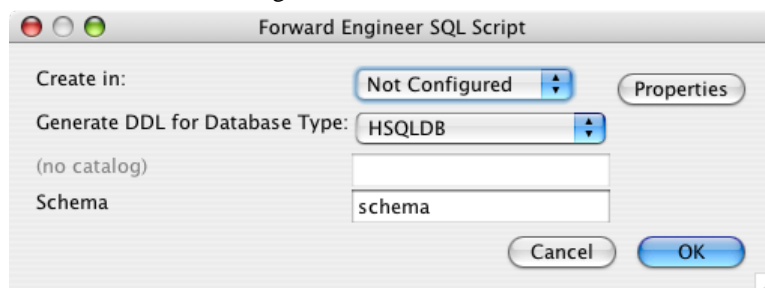 Forward Engineer SQL Script
Create in: Not Configured Properties
Generate DDL for Database Type: HSQLDB
(no catalog)
Schema schema
Cancel OK